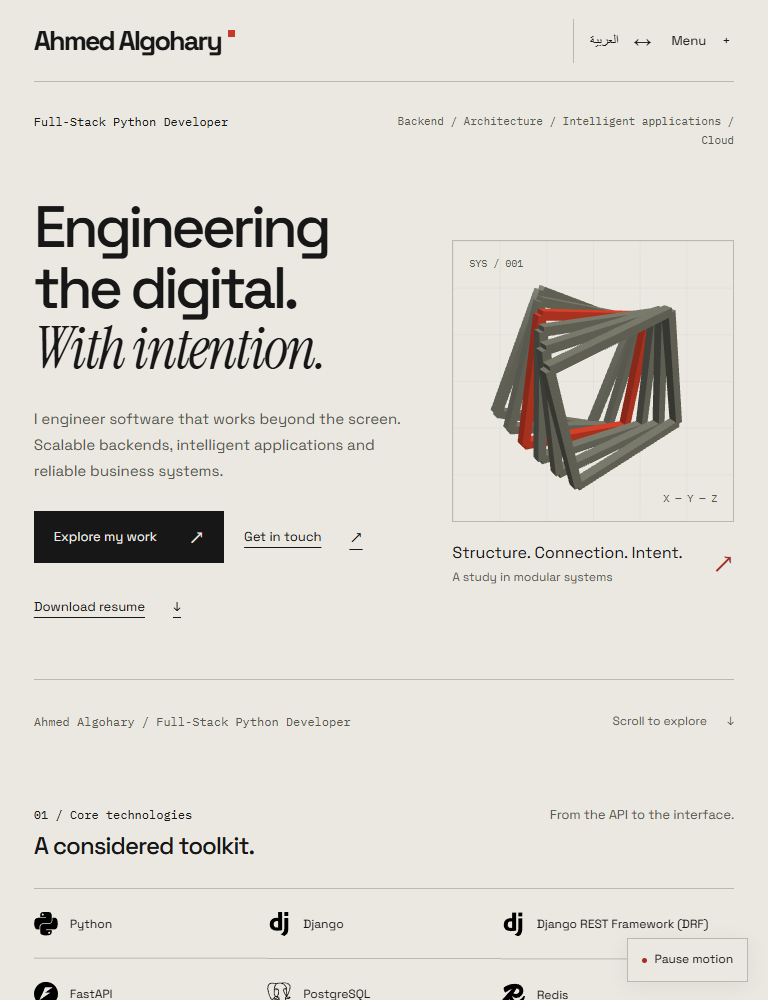 Ahmed Algohary
العربية ↔ Menu +
Full-Stack Python Developer
Backend / Architecture / Intelligent applications /
Cloud
Engineering
the digital.
With intention.
I engineer software that works beyond the screen.
Scalable backends, intelligent applications and
reliable business systems.
Explore my work ↗
Get in touch ↗
Download resume ↓
SYS / 001
X — Y — Z
Structure. Connection. Intent.
A study in modular systems
↗
Ahmed Algohary / Full-Stack Python Developer
Scroll to explore ↓
01 / Core technologies
From the API to the interface.
A considered toolkit.
Python
dj Django
dj Django REST Framework (DRF)
FastAPI
PostgreSQL
Redis
Pause motion